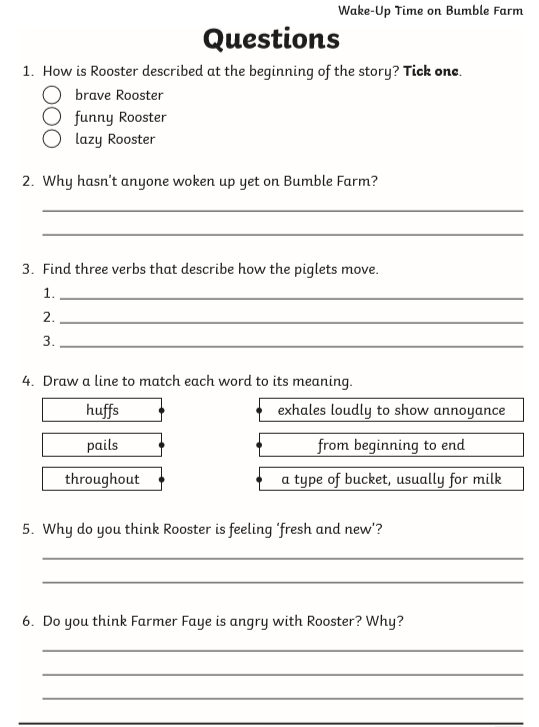 Wake-Up Time on Bumble Farm
Questions
1. How is Rooster described at the beginning of the story? Tick one.
brave Rooster
funny Rooster
lazy Rooster
2. Why hasn't anyone woken up yet on Bumble Farm?
3. Find three verbs that describe how the piglets move.
1.
2.
3.
4. Draw a line to match each word to its meaning.
huffs exhales loudly to show annoyance
pails from beginning to end
throughout a type of bucket, usually for milk
5. Why do you think Rooster is feeling 'fresh and new'?
6. Do you think Farmer Faye is angry with Rooster? Why?